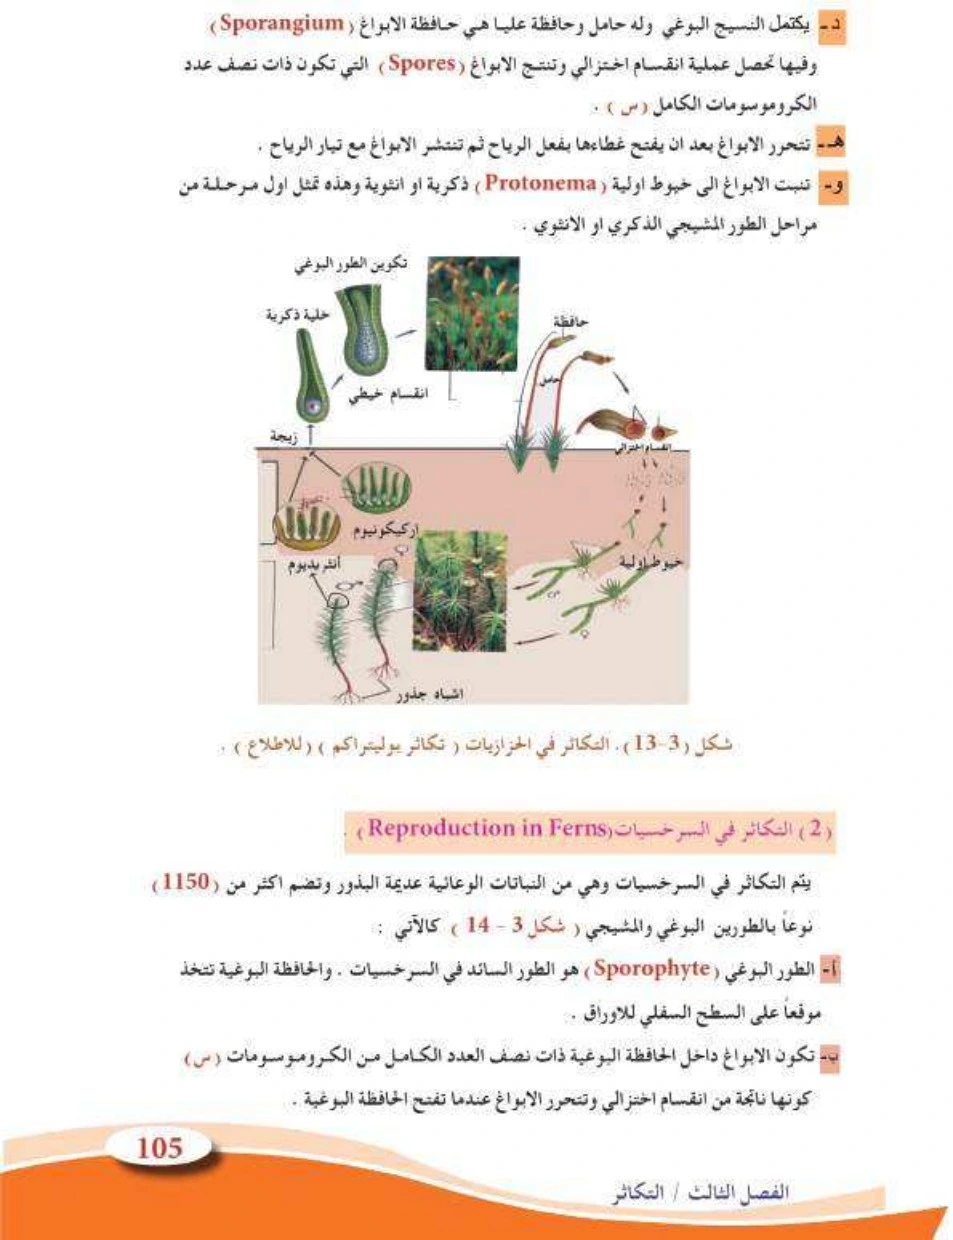 د - يكتمل النسيج البوغي وله حامل وحافظة عليا هي حافظة الابواغ ( Sporangium )
وفيها تحصل عملية انقسام اختزالي وتنتج الابواغ ( Spores ) التي تكون ذات نصف عدد
الكروموسومات الكامل ( س ) .
هـ - تتحرر الابواغ بعد ان يفتح غطاءها بفعل الرياح ثم تنتشر الابواغ مع تيار الرياح .
و - تنبت الابواغ الى خيوط اولية ( Protonema ) ذكرية او انثوية وهذه تمثل اول مرحلة من
مراحل الطور المشيجي الذكري او الانثوي .
تكوين الطور البوغي
خلية ذكرية
حافظة
حامل
انقسام خيطي
زيجة
انقسام اختزالي
اركيكونيوم
أنثريديوم
خيوط اولية
اشباه جذور
شكل ( 3-13 ) . التكاثر في الحزازيات ( تكاثر بوليتراكم ) ( للاطلاع ) .
( 2 ) التكاثر في السرخسيات (Reproduction in Ferns ) .
يتم التكاثر في السرخسيات وهي من النباتات الوعائية عديمة البذور وتضم اكثر من ( 1150 )
نوعاً بالطورين البوغي والمشيجي ( شكل 3 - 14 ) كالآتي :
أ- الطور البوغي ( Sporophyte ) هو الطور السائد في السرخسيات . والحافظة البوغية تتخذ
موقعاً على السطح السفلي للاوراق .
ب- تكون الابواغ داخل الحافظة البوغية ذات نصف العدد الكامل من الكروموسومات ( س )
كونها ناتجة من انقسام اختزالي وتتحرر الابواغ عندما تفتح الحافظة البوغية .
105
الفصل الثالث / التكاثر